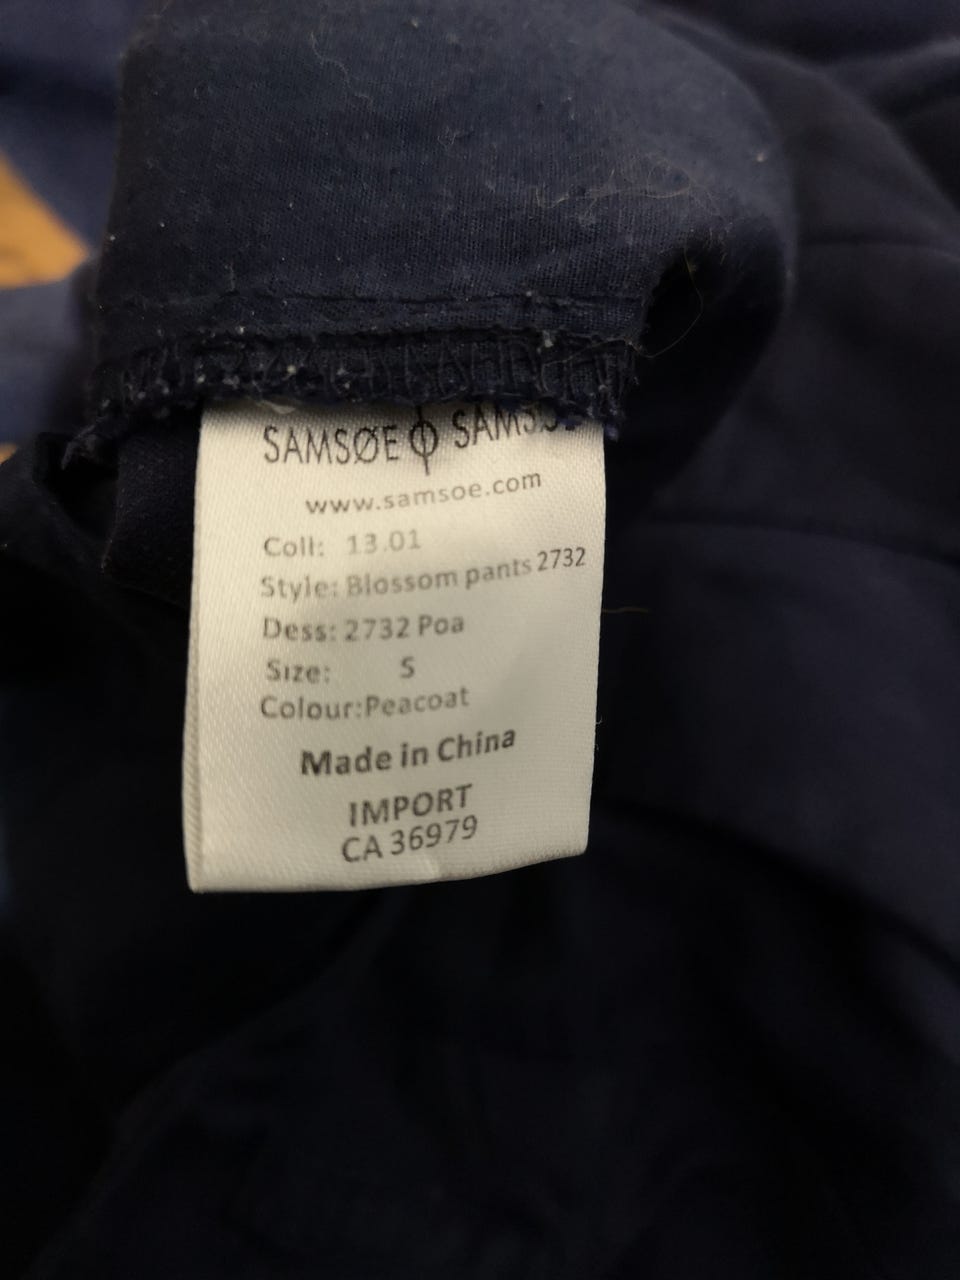 SAMSØE SAMSØ
www.samsoe.com
Coll: 13.01
Style: Blossom pants 2732
Dess: 2732 Poa
Size: S
Colour:Peacoat
Made in China
IMPORT
CA 36979